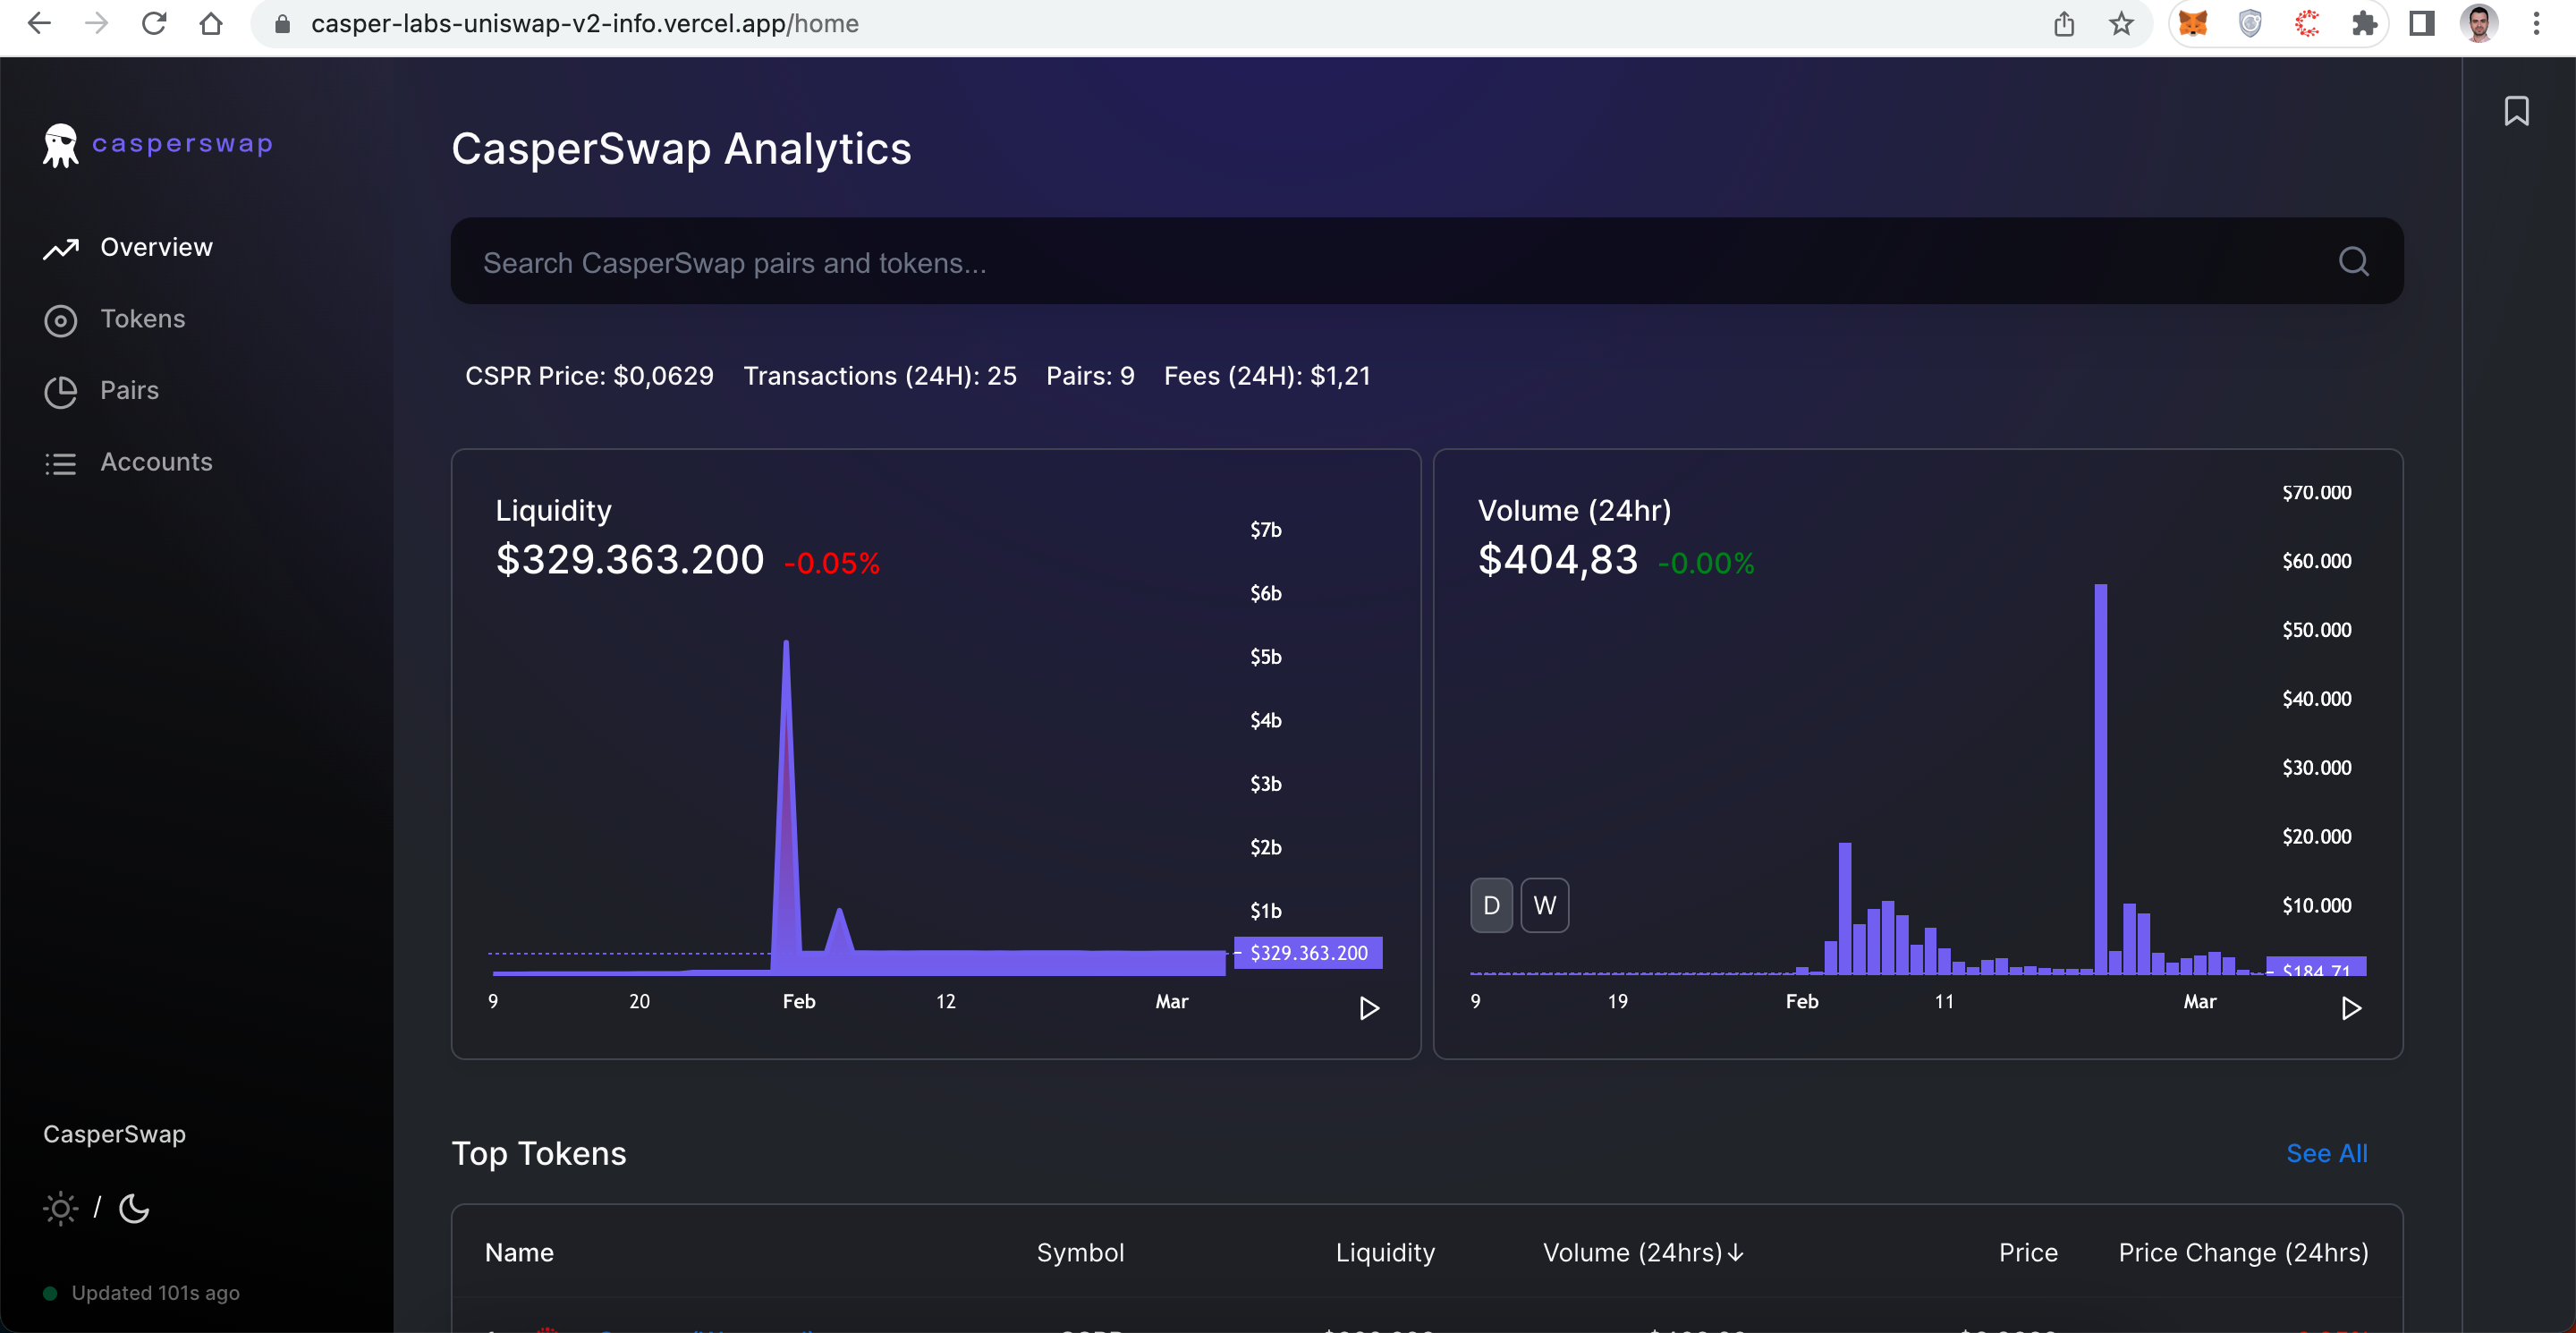 casper-labs-uniswap-v2-info.vercel.app/home
casperswap
Overview
Tokens
Pairs
Accounts
CasperSwap
/
Updated 101s ago
CasperSwap Analytics
Search CasperSwap pairs and tokens...
CSPR Price: $0,0629 Transactions (24H): 25 Pairs: 9 Fees (24H): $1,21
Liquidity
$329.363.200 -0.05%
$7b
$6b
$5b
$4b
$3b
$2b
$1b
$329.363.200
9 20 Feb 12 Mar
Volume (24hr)
$404,83 -0.00%
$70.000
$60.000
$50.000
$40.000
$30.000
$20.000
$10.000
$184,71
D W
9 19 Feb 11 Mar
Top Tokens See All
Name Symbol Liquidity Volume (24hrs)↓ Price Price Change (24hrs)